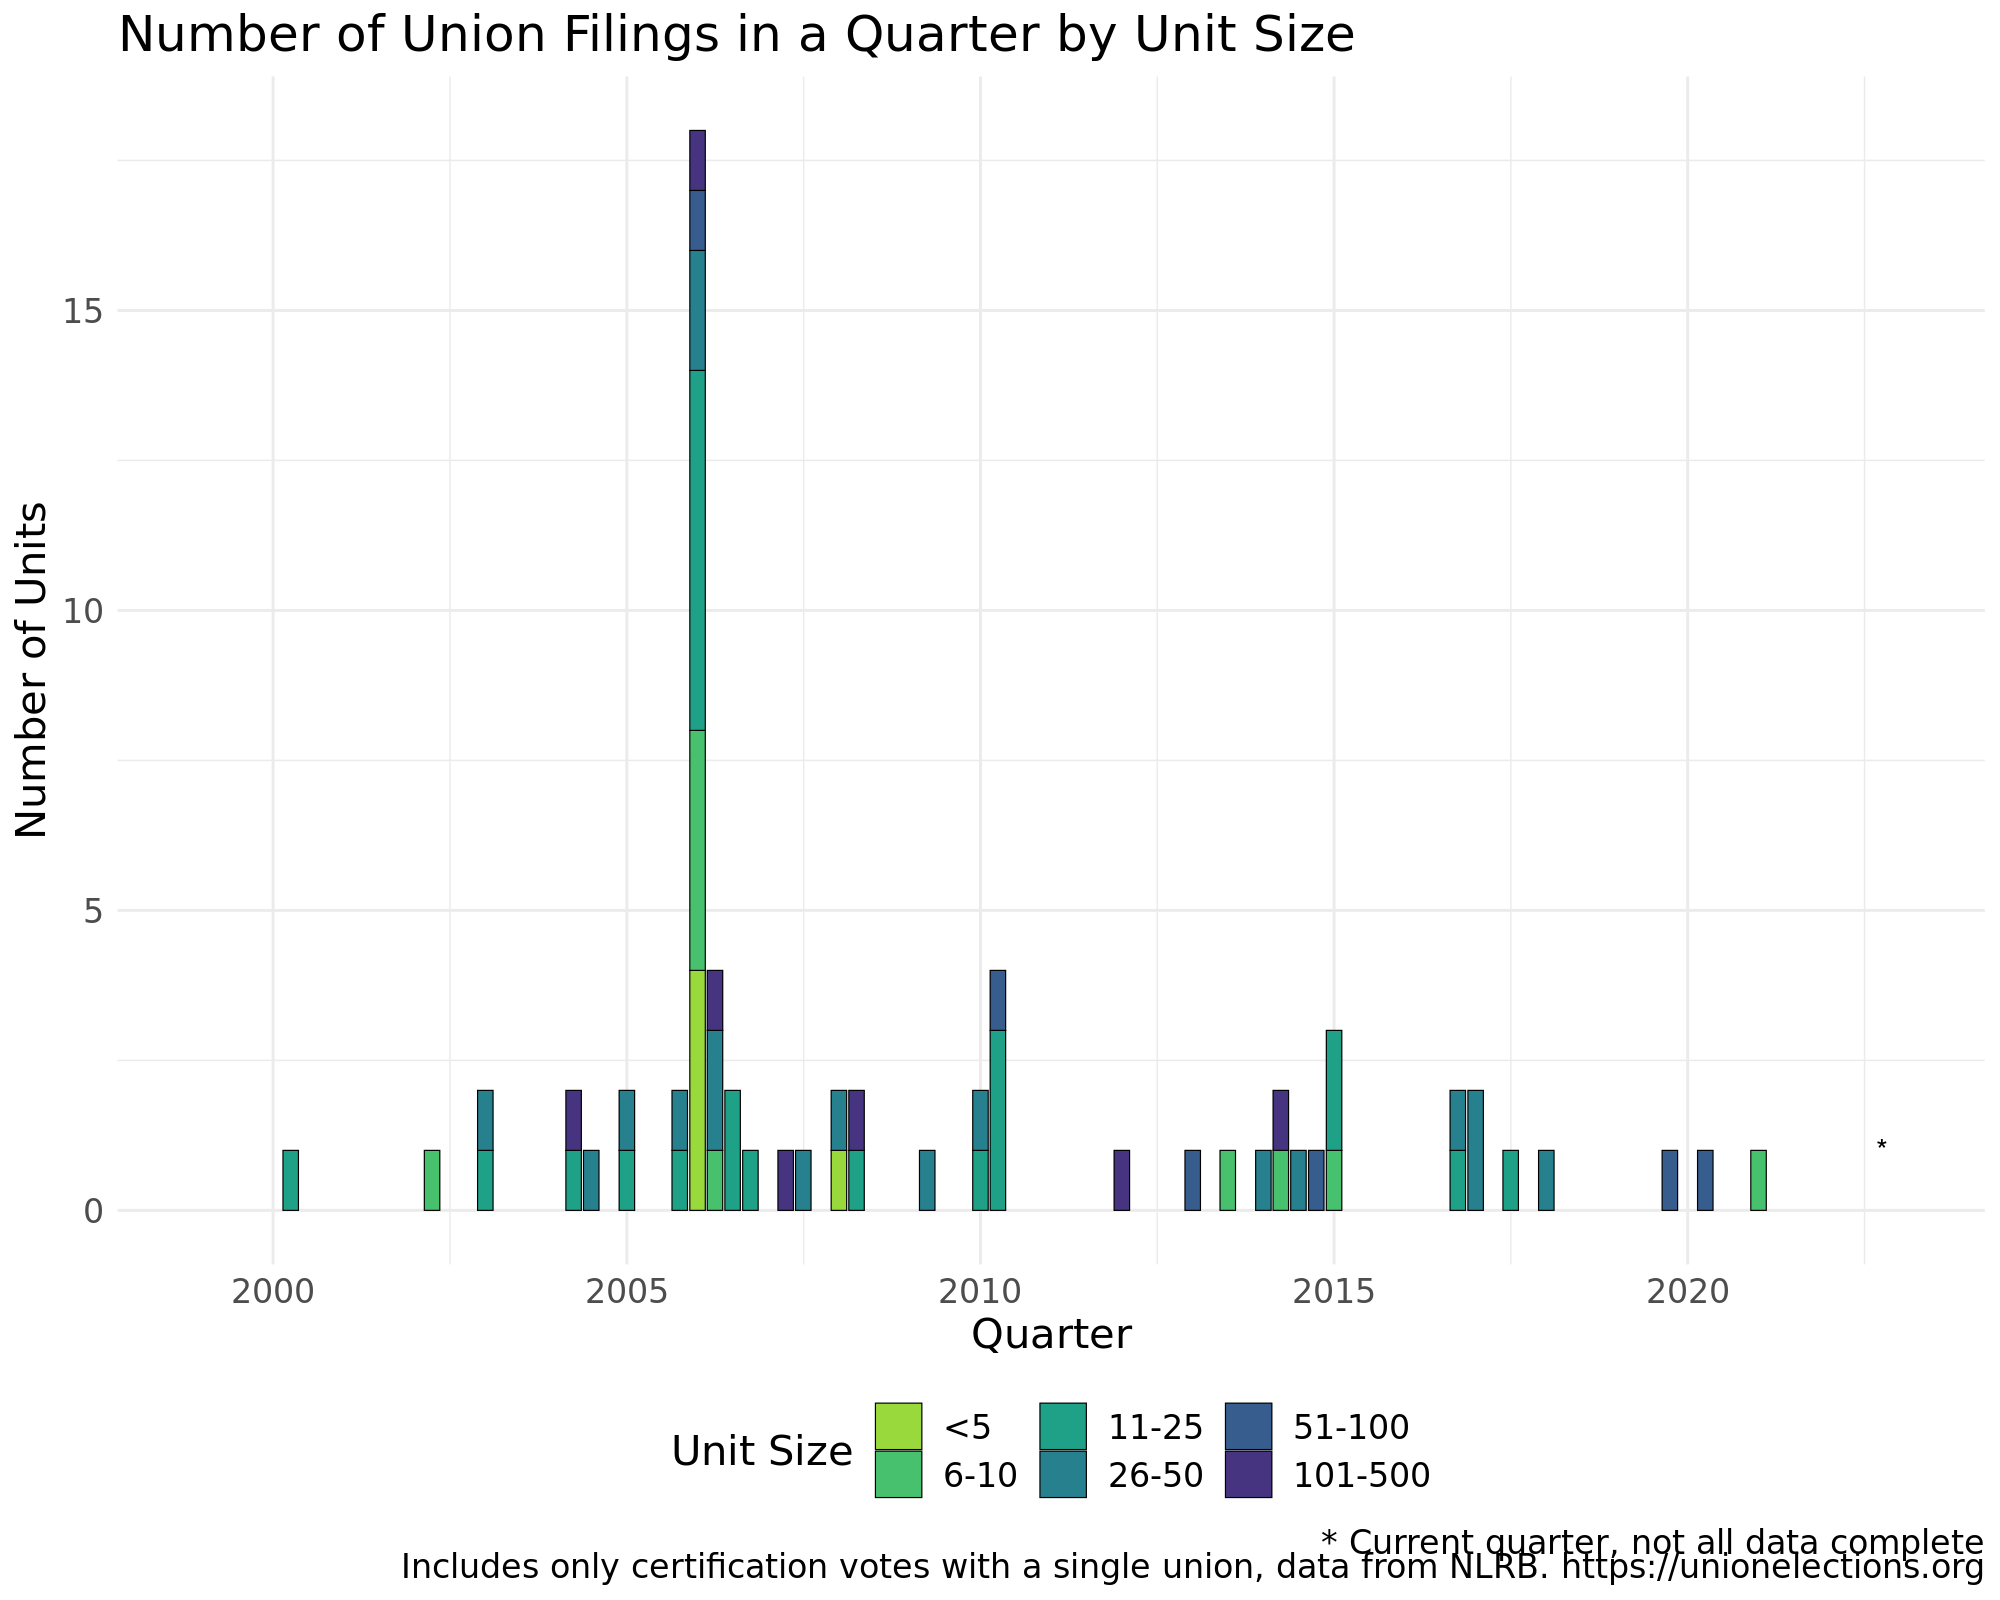 Number of Union Filings in a Quarter by Unit Size
Number of Units
15
10
5
0
*
2000 2005 2010 2015 2020
Quarter
Unit Size
<5 11-25 51-100
6-10 26-50 101-500
* Current quarter, not all data complete
Includes only certification votes with a single union, data from NLRB. https://unionelections.org